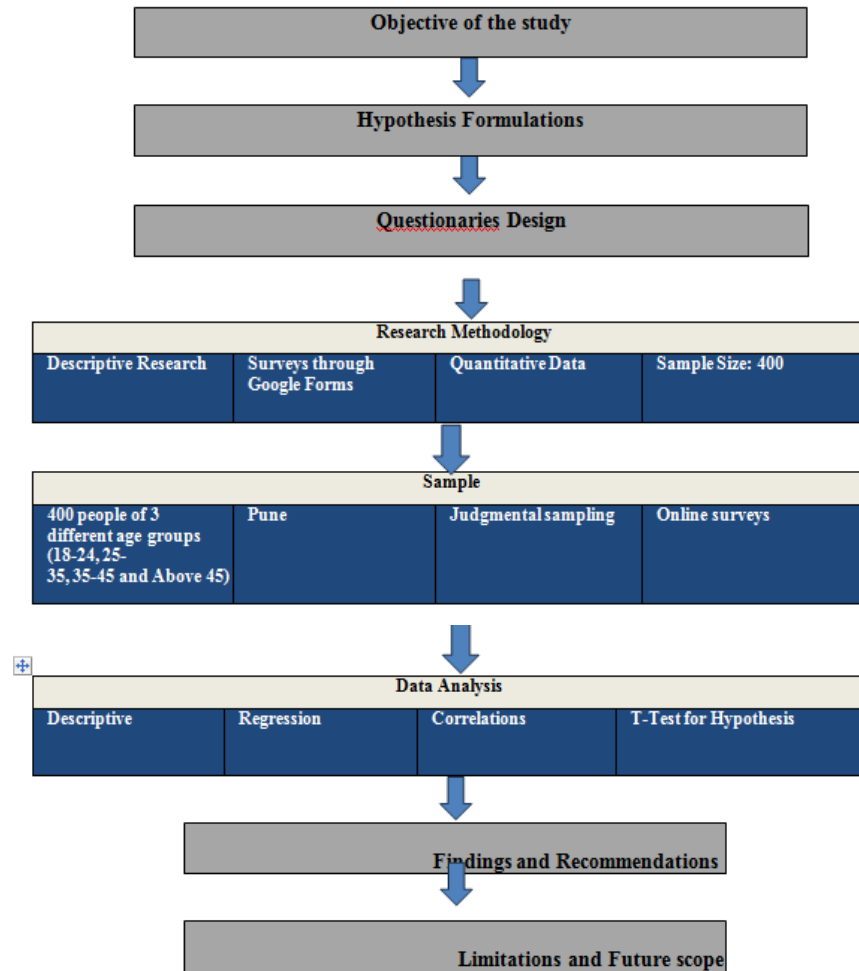 Objective of the study
Hypothesis Formulations
Questionaries Design
Research Methodology
Descriptive Research
Surveys through
Google Forms
Quantitative Data
Sample Size: 400
Sample
400 people of 3
different age groups
(18-24, 25-
35, 35-45 and Above 45)
Pune
Judgmental sampling
Online surveys
Data Analysis
Descriptive
Regression
Correlations
T-Test for Hypothesis
Findings and Recommendations
Limitations and Future scope